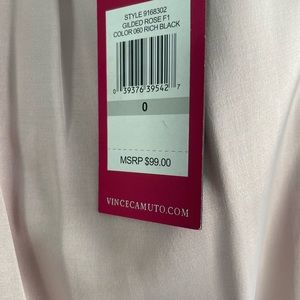 STYLE 9168302
GILDED ROSE F1
COLOR 060 RICH BLACK
0 39376 39542 7
0
MSRP $99.00
VINCECAMUTO.COM